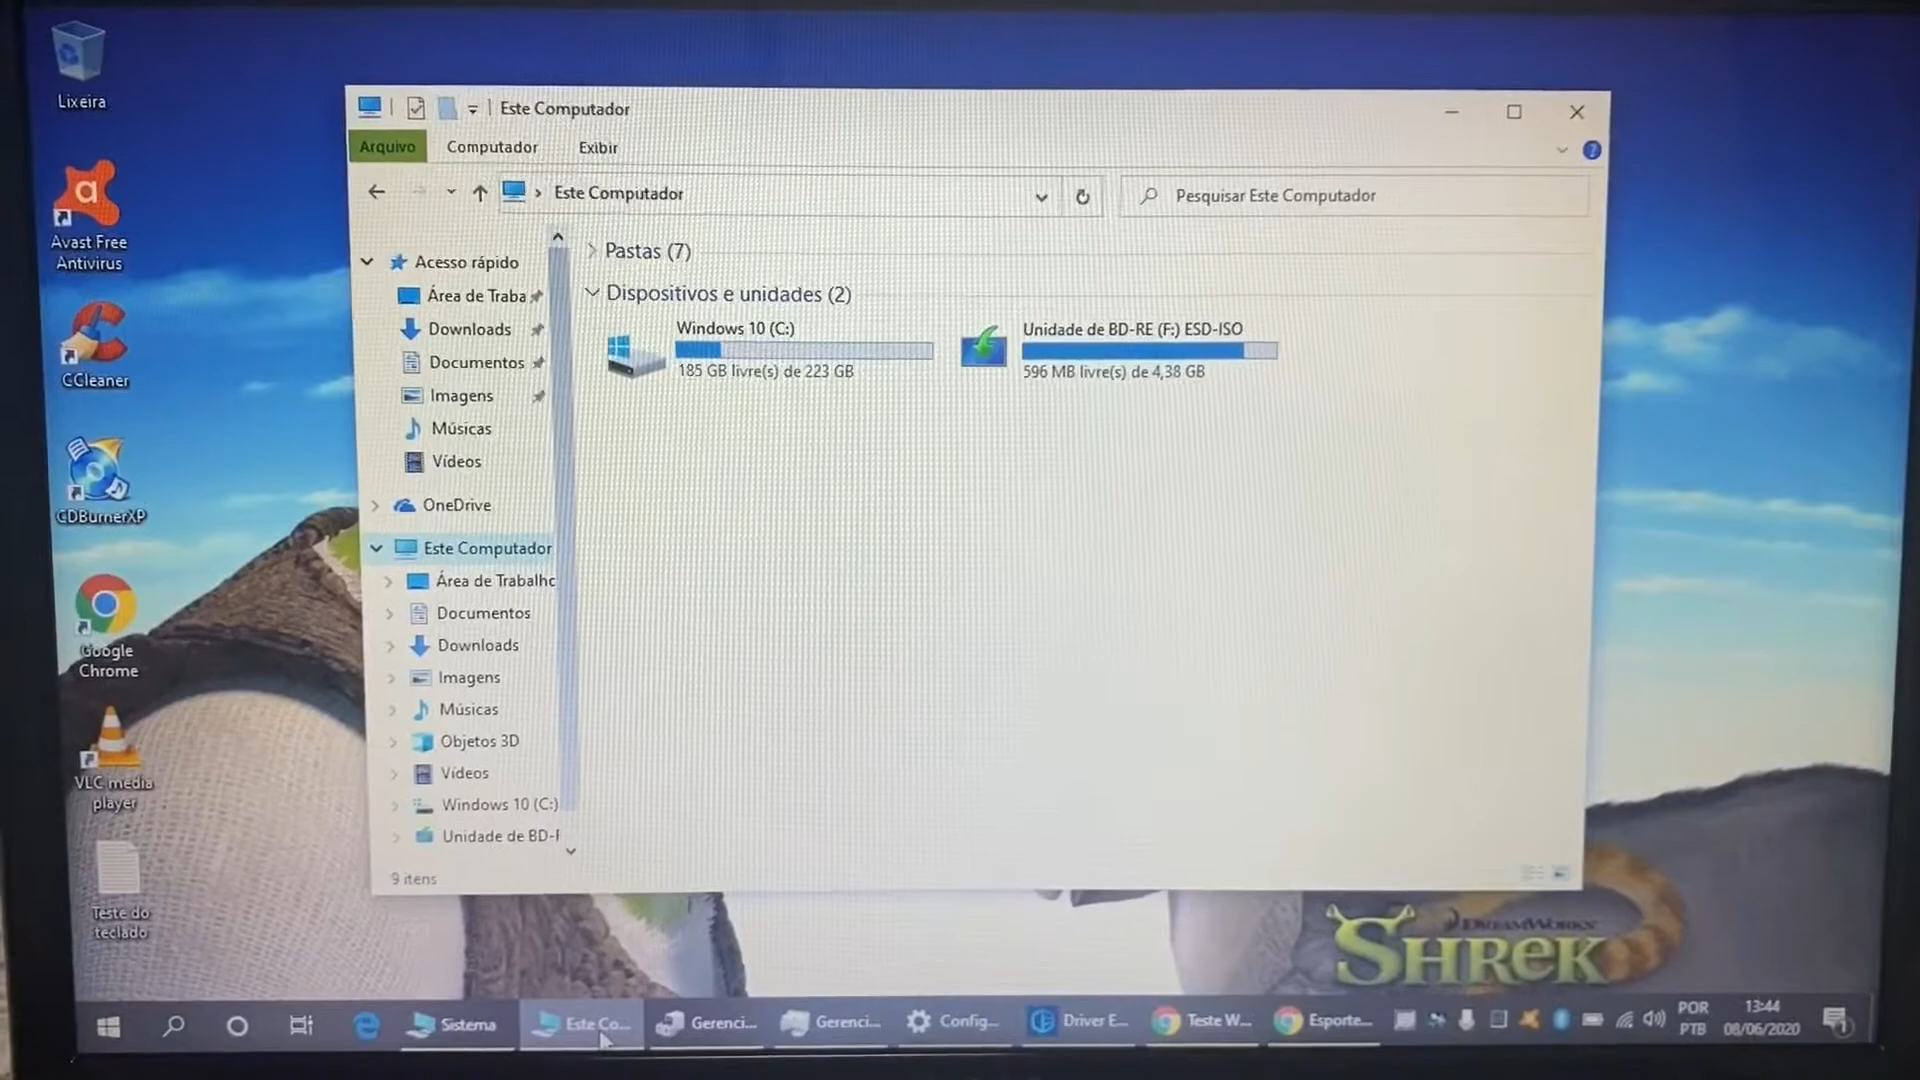 Lixeira
Avast Free
Antivirus
CCleaner
CDBurnerXP
Google
Chrome
VLC media
player
Teste do
teclado
Este Computador
Arquivo
Computador
Exibir
Este Computador
Pesquisar Este Computador
Acesso rápido
Área de Traba
Downloads
Documentos
Imagens
Músicas
Vídeos
OneDrive
Este Computador
Área de Trabalho
Documentos
Downloads
Imagens
Músicas
Objetos 3D
Vídeos
Windows 10 (C:)
Unidade de BD-R
9 itens
Pastas (7)
Dispositivos e unidades (2)
Windows 10 (C:)
185 GB livre(s) de 223 GB
Unidade de BD-RE (F:) ESD-ISO
596 MB livre(s) de 4,38 GB
DREAMWORKS
SHREK
Sistema
Este Co...
Gerenci...
Gerenci...
Config...
Driver E...
Teste W...
Esporte...
POR
PTB
13:44
08/06/2020